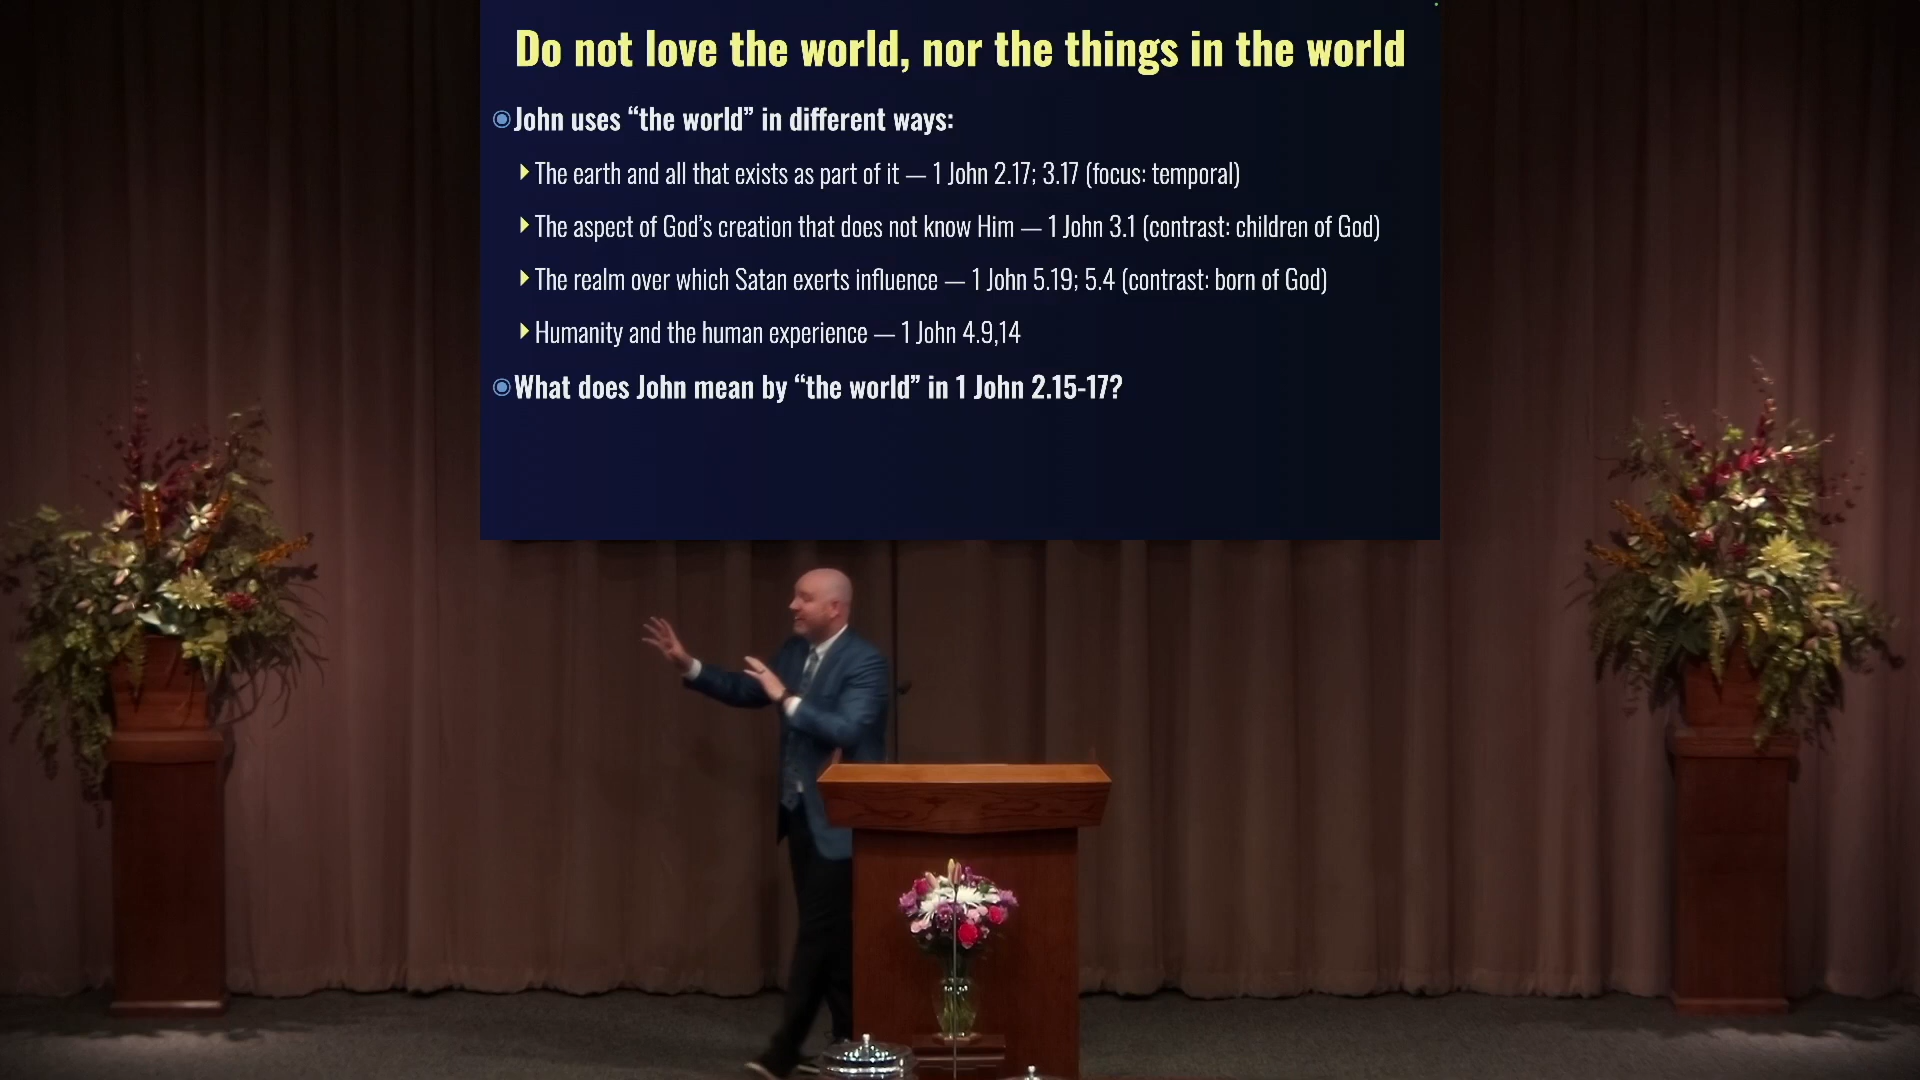 Do not love the world, nor the things in the world
John uses “the world” in different ways:
The earth and all that exists as part of it — 1 John 2.17; 3.17 (focus: temporal)
The aspect of God’s creation that does not know Him — 1 John 3.1 (contrast: children of God)
The realm over which Satan exerts influence — 1 John 5.19; 5.4 (contrast: born of God)
Humanity and the human experience — 1 John 4.9,14
What does John mean by “the world” in 1 John 2.15-17?